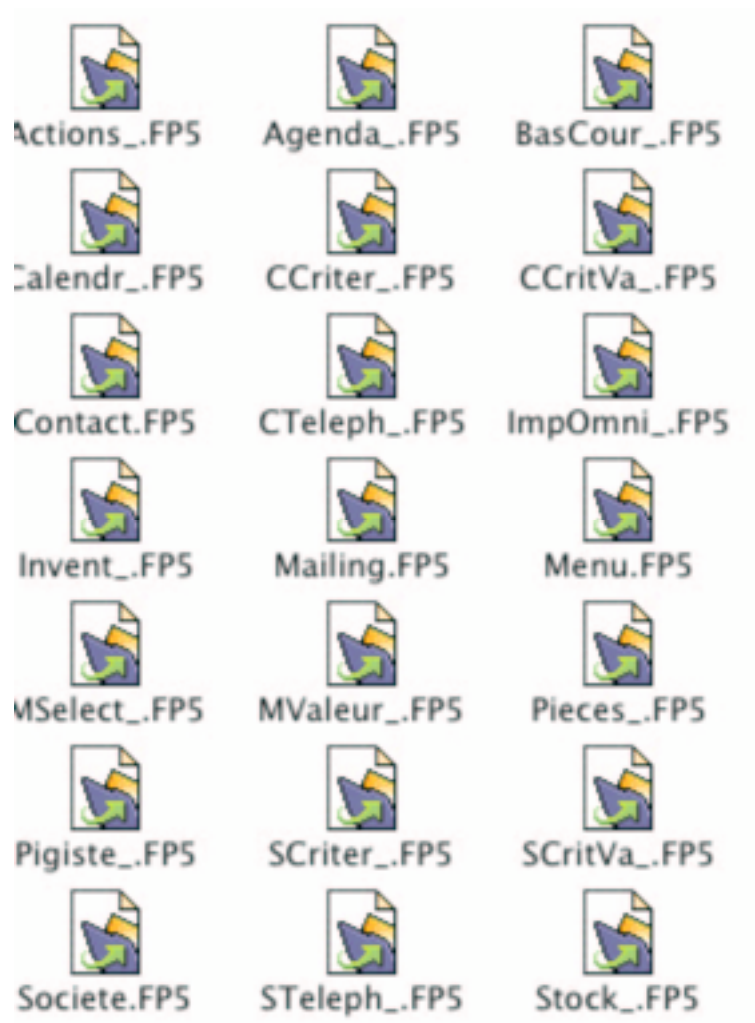 Actions_.FP5 Agenda_.FP5 BasCour_.FP5
Calendr_.FP5 CCriter_.FP5 CCritVa_.FP5
Contact.FP5 CTeleph_.FP5 ImpOmni_.FP5
Invent_.FP5 Mailing.FP5 Menu.FP5
MSelect_.FP5 MValeur_.FP5 Pieces_.FP5
Pigiste_.FP5 SCriter_.FP5 SCritVa_.FP5
Societe.FP5 STeleph_.FP5 Stock_.FP5